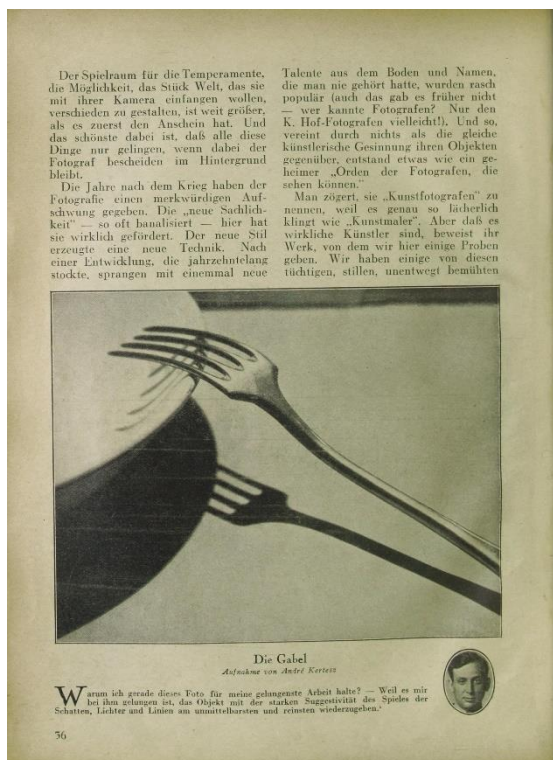 Der Spielraum für die Temperamente,
die Möglichkeit, das Stück Welt, das sie
mit ihrer Kamera einfangen wollen,
verschieden zu gestalten, ist weit größer,
als es zuerst den Anschein hat. Und
das schönste dabei ist, daß alle diese
Dinge nur gelingen, wenn dabei der
Fotograf bescheiden im Hintergrund
bleibt.
Die Jahre nach dem Krieg haben der
Fotografie einen merkwürdigen Auf-
schwung gegeben. Die „neue Sachlich-
keit" — so oft banalisiert — hier hat
sie wirklich gefördert. Der neue Stil
erzeugte eine neue Technik. Nach
einer Entwicklung, die jahrzehntelang
stockte, sprangen mit einemmal neue
Talente aus dem Boden und Namen,
die man nie gehört hatte, wurden rasch
populär (auch das gab es früher nicht
— wer kannte Fotografen? Nur den
K. Hof-Fotografen vielleicht!). Und so,
vereint durch nichts als die gleiche
künstlerische Gesinnung ihren Objekten
gegenüber, entstand etwas wie ein ge-
heimer „Orden der Fotografen, die
sehen können."
Man zögert, sie „Kunstfotografen" zu
nennen, weil es genau so lächerlich
klingt wie „Kunstmaler". Aber daß es
wirkliche Künstler sind, beweist ihr
Werk, von dem wir hier einige Proben
geben. Wir haben einige von diesen
tüchtigen, stillen, unentwegt bemühten
Die Gabel
Aufnahme von André Kertesz
Warum ich gerade dieses Foto für meine gelungenste Arbeit halte? — Weil es mir
bei ihm gelungen ist, das Objekt mit der starken Suggestivität des Spieles der
Schatten, Lichter und Linien am unmittelbarsten und reinsten wiederzugeben."
36